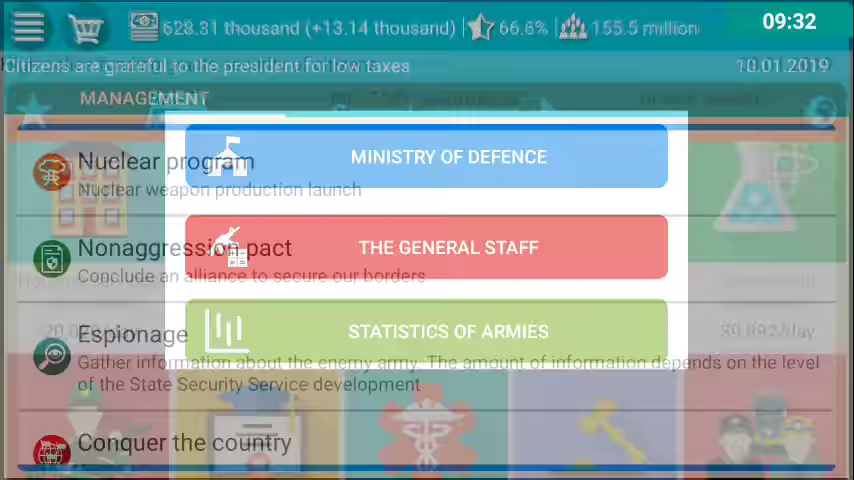 628.31 thousand (+13.14 thousand) 66.6% 155.5 million 09:32
Citizens are grateful to the president for low taxes 10.01.2019
MANAGEMENT
Nuclear program
Nuclear weapon production launch
MINISTRY OF DEFENCE
Nonaggression pact
Conclude an alliance to secure our borders
THE GENERAL STAFF
Espionage
Gather information about the enemy army. The amount of information depends on the level
of the State Security Service development
STATISTICS OF ARMIES
30.692/day
Conquer the country